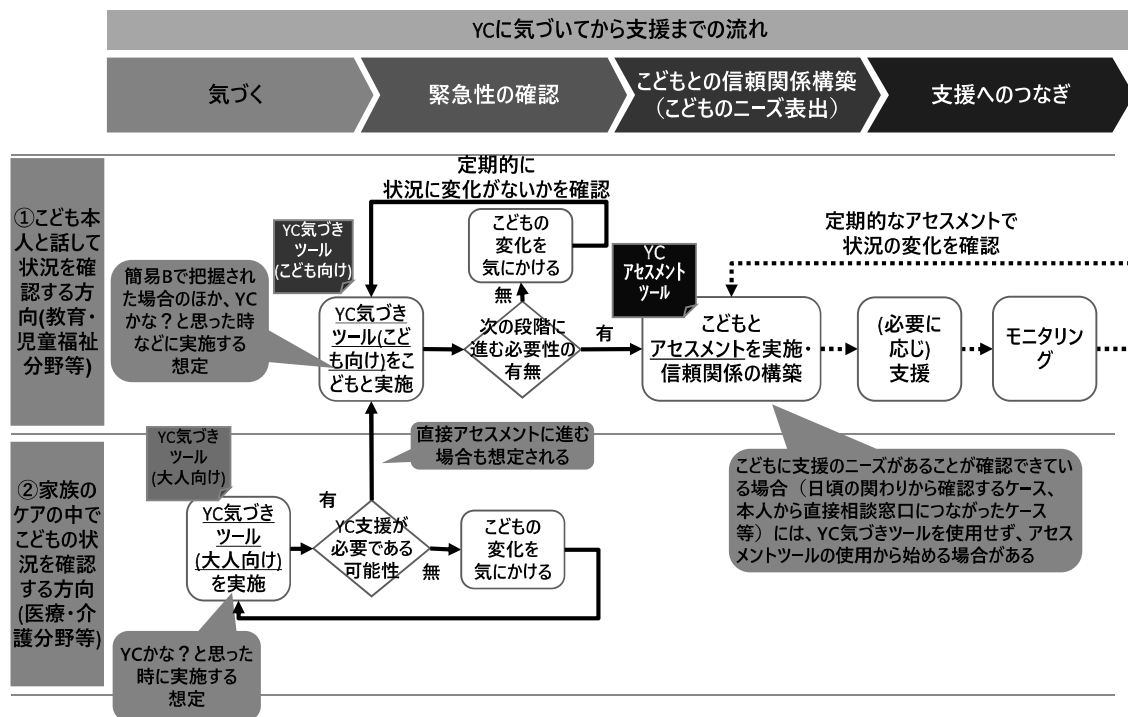 YCに気づいてから支援までの流れ
気づく
緊急性の確認
こどもとの信頼関係構築
（こどものニーズ表出）
支援へのつなぎ
①こども本
人と話して
状況を確
認する方
向(教育・
児童福祉
分野等)
定期的に
状況に変化がないかを確認
YC気づき
ツール
(こども向け)
簡易Bで把握され
た場合のほか、YC
かな？と思った時
などに実施する
想定
YC気づき
ツール(こど
も向け)をこ
どもと実施
こどもの
変化を
気にかける
無
次の段階に
進む必要性の
有無
有
YC
アセスメント
ツール
こどもと
アセスメントを実施・
信頼関係の構築
定期的なアセスメントで
状況の変化を確認
(必要に
応じ)
支援
モニタリン
グ
直接アセスメントに進む
場合も想定される
こどもに支援のニーズがあることが確認できてい
る場合（日頃の関わりから確認するケース、
本人から直接相談窓口につながったケース
等）には、YC気づきツールを使用せず、アセ
スメントツールの使用から始める場合がある
②家族の
ケアの中で
こどもの状
況を確認
する方向
(医療・介
護分野等)
YC気づき
ツール
(大人向け)
YC気づき
ツール
(大人向け)
を実施
有
YC支援が
必要である
可能性
無
こどもの
変化を
気にかける
YCかな？と思った
時に実施する
想定